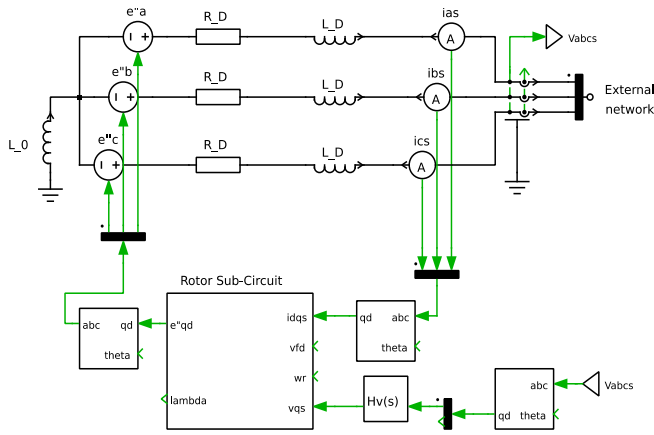 e"a
R_D
L_D
ias
Vabcs
e"b
R_D
L_D
ibs
A
External
network
L_0
e"c
R_D
L_D
ics
A
A
Rotor Sub-Circuit
abc
qd
theta
e"qd
idqs
vfd
wr
lambda
vqs
qd
abc
theta
Hv(s)
abc
qd
theta
Vabcs